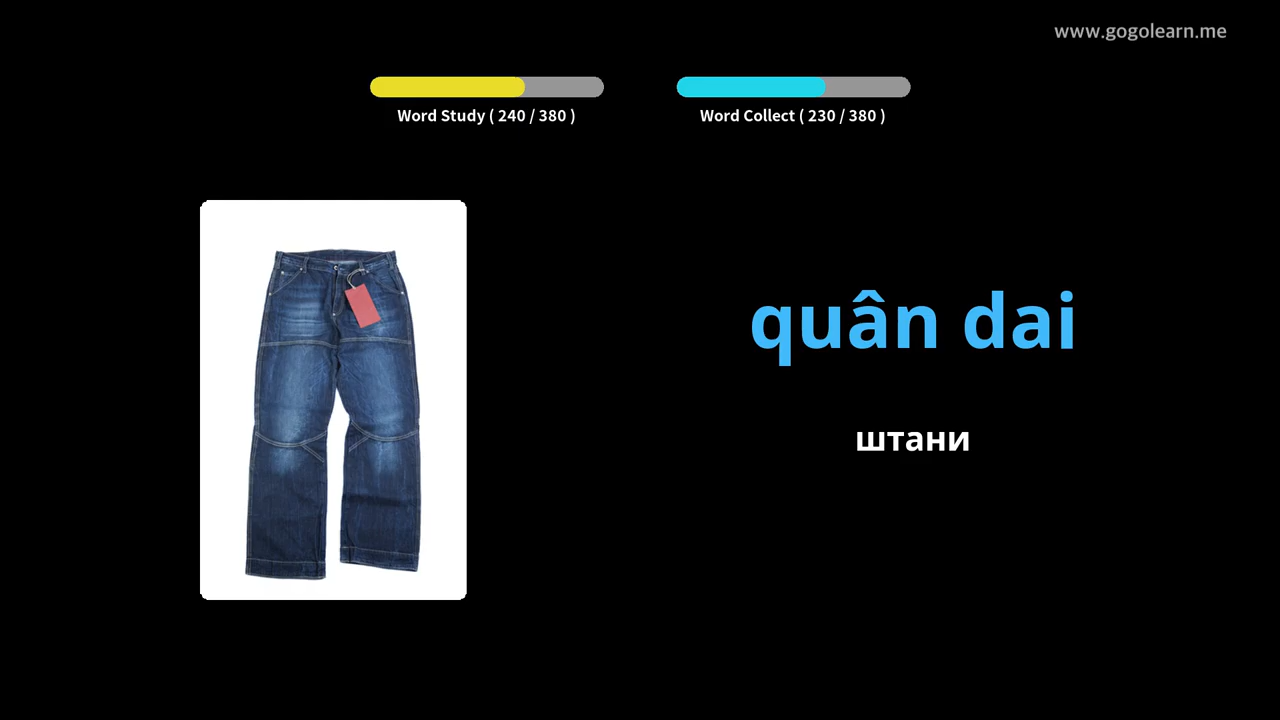 www.gogolearn.me
Word Study ( 240 / 380 )
Word Collect ( 230 / 380 )
quân dai
штани